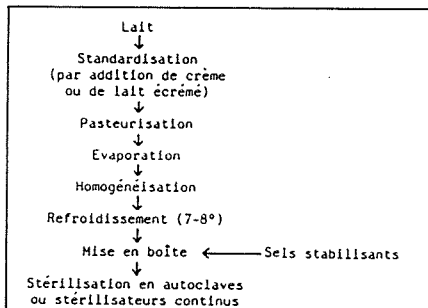 Lait
Standardisation
(par addition de crème
ou de lait écrémé)
Pasteurisation
Evaporation
Homogénéisation
Refroidissement (7-8°)
Mise en boîte Sels stabilisants
Stérilisation en autoclaves
ou stérilisateurs continus